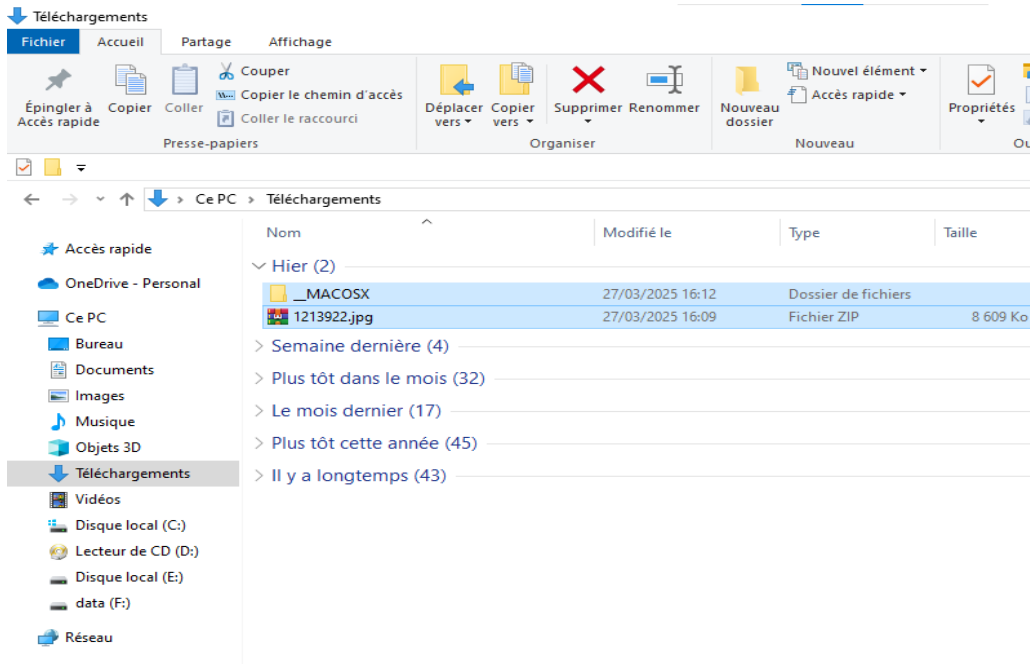 Téléchargements
Fichier Accueil Partage Affichage
Épingler à Accès rapide
Copier
Coller
Couper
Copier le chemin d'accès
Coller le raccourci
Presse-papiers
Déplacer vers
Copier vers
Supprimer
Renommer
Organiser
Nouveau dossier
Nouvel élément
Accès rapide
Nouveau
Propriétés
Ou
Ce PC > Téléchargements
Nom Modifié le Type Taille
Accès rapide
OneDrive - Personal
Ce PC
Bureau
Documents
Images
Musique
Objets 3D
Téléchargements
Vidéos
Disque local (C:)
Lecteur de CD (D:)
Disque local (E:)
data (F:)
Réseau
Hier (2)
__MACOSX 27/03/2025 16:12 Dossier de fichiers
1213922.jpg 27/03/2025 16:09 Fichier ZIP 8 609 Ko
Semaine dernière (4)
Plus tôt dans le mois (32)
Le mois dernier (17)
Plus tôt cette année (45)
Il y a longtemps (43)